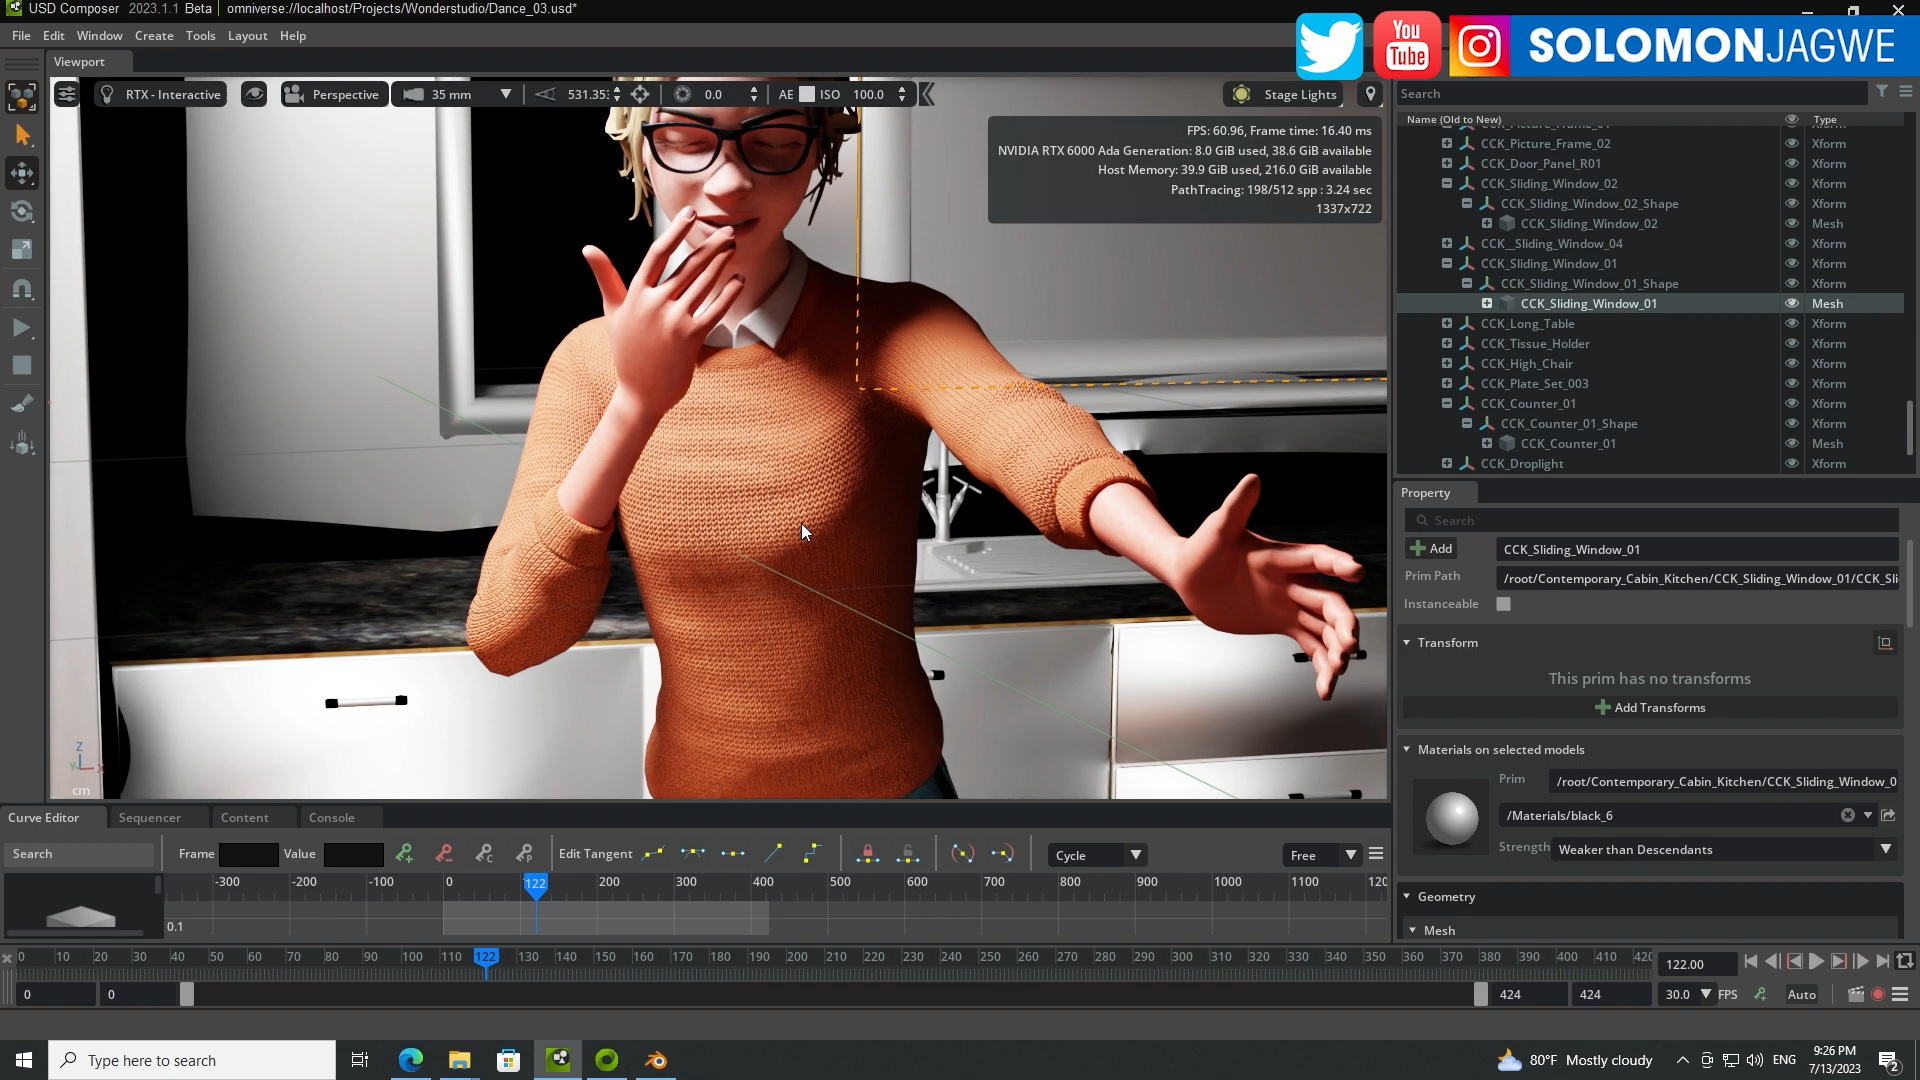 USD Composer 2023.1.1 Beta omniverse://localhost/Projects/Wonderstudio/Dance_03.usd*
File Edit Window Create Tools Layout Help
You Tube
SOLOMONJAGWE
Viewport
RTX - Interactive Perspective 35 mm 531.353 0.0 AE ISO 100.0 Stage Lights
FPS: 60.96, Frame time: 16.40 ms
NVIDIA RTX 6000 Ada Generation: 8.0 GiB used, 38.6 GiB available
Host Memory: 39.9 GiB used, 216.0 GiB available
PathTracing: 198/512 spp : 3.24 sec
1337x722
Z
Y X
cm
Search
Name (Old to New) Type
CCK_Picture_Frame_01 Xform
CCK_Picture_Frame_02 Xform
CCK_Door_Panel_R01 Xform
CCK_Sliding_Window_02 Xform
CCK_Sliding_Window_02_Shape Xform
CCK_Sliding_Window_02 Mesh
CCK__Sliding_Window_04 Xform
CCK_Sliding_Window_01 Xform
CCK_Sliding_Window_01_Shape Xform
CCK_Sliding_Window_01 Mesh
CCK_Long_Table Xform
CCK_Tissue_Holder Xform
CCK_High_Chair Xform
CCK_Plate_Set_003 Xform
CCK_Counter_01 Xform
CCK_Counter_01_Shape Xform
CCK_Counter_01 Mesh
CCK_Droplight Xform
Property
Search
Add CCK_Sliding_Window_01
Prim Path /root/Contemporary_Cabin_Kitchen/CCK_Sliding_Window_01/CCK_Sli
Instanceable
Transform
This prim has no transforms
Add Transforms
Materials on selected models
Prim /root/Contemporary_Cabin_Kitchen/CCK_Sliding_Window_0
/Materials/black_6
Strength Weaker than Descendants
Geometry
Mesh
Curve Editor Sequencer Content Console
Search Frame Value Edit Tangent Cycle Free
-300 -200 -100 0 122 200 300 400 500 600 700 800 900 1000 1100 120
0.1
0 10 20 30 40 50 60 70 80 90 100 110 122 130 140 150 160 170 180 190 200 210 220 230 240 250 260 270 280 290 300 310 320 330 340 350 360 370 380 390 400 410 420 122.00
0 0 424 424 30.0 FPS Auto
Type here to search 80°F Mostly cloudy ENG 9:26 PM
7/13/2023 2